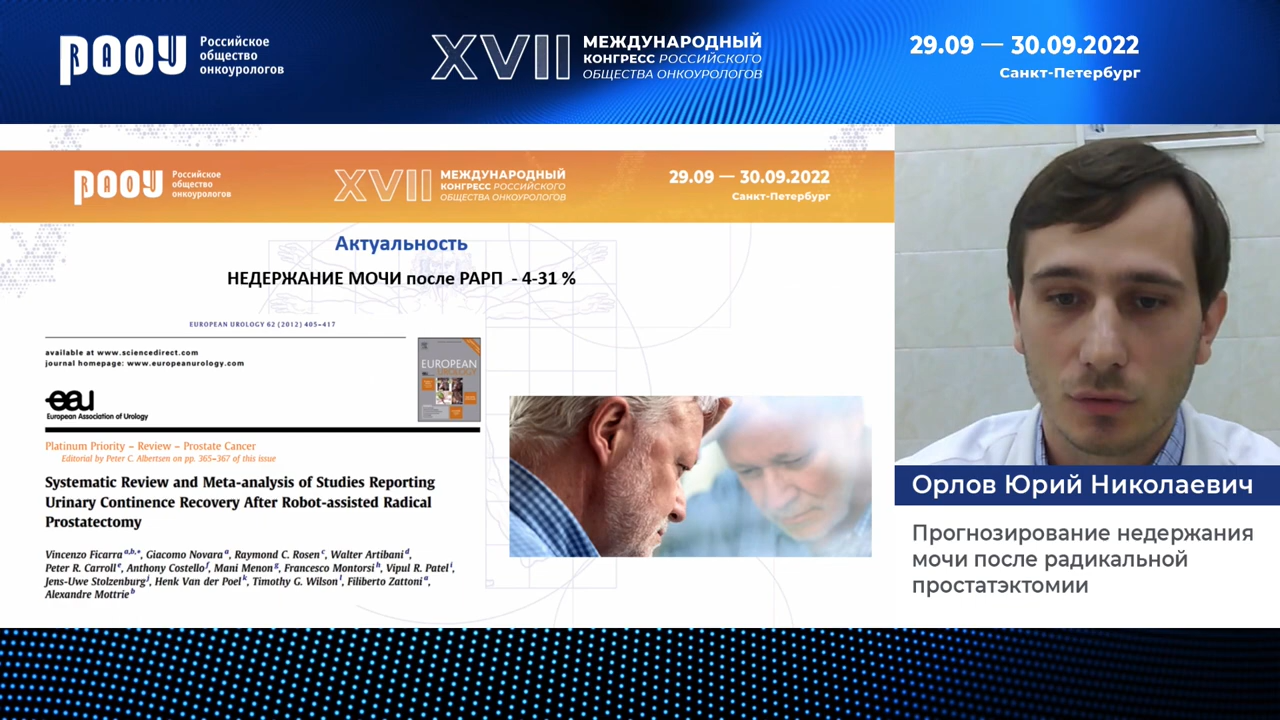 РАОУ
Российское
общество
онкоурологов
XVII
МЕЖДУНАРОДНЫЙ
КОНГРЕСС РОССИЙСКОГО
ОБЩЕСТВА ОНКОУРОЛОГОВ
29.09 — 30.09.2022
Санкт-Петербург
РАОУ
Российское
общество
онкоурологов
XVII
МЕЖДУНАРОДНЫЙ
КОНГРЕСС РОССИЙСКОГО
ОБЩЕСТВА ОНКОУРОЛОГОВ
29.09 — 30.09.2022
Санкт-Петербург
Актуальность
НЕДЕРЖАНИЕ МОЧИ после РАРП - 4-31 %
EUROPEAN UROLOGY 62 (2012) 405–417
available at www.sciencedirect.com
journal homepage: www.europeanurology.com
EUROPEAN
UROLOGY
eau
European Association of Urology
Platinum Priority – Review – Prostate Cancer
Editorial by Peter C. Albertsen on pp. 365–367 of this issue
Systematic Review and Meta-analysis of Studies Reporting
Urinary Continence Recovery After Robot-assisted Radical
Prostatectomy
Vincenzo Ficarra a,b,*, Giacomo Novara a, Raymond C. Rosen c, Walter Artibani d,
Peter R. Carroll e, Anthony Costello f, Mani Menon g, Francesco Montorsi h, Vipul R. Patel i,
Jens-Uwe Stolzenburg j, Henk Van der Poel k, Timothy G. Wilson l, Filiberto Zattoni a,
Alexandre Mottrie b
Орлов Юрий Николаевич
Прогнозирование недержания
мочи после радикальной
простатэктомии